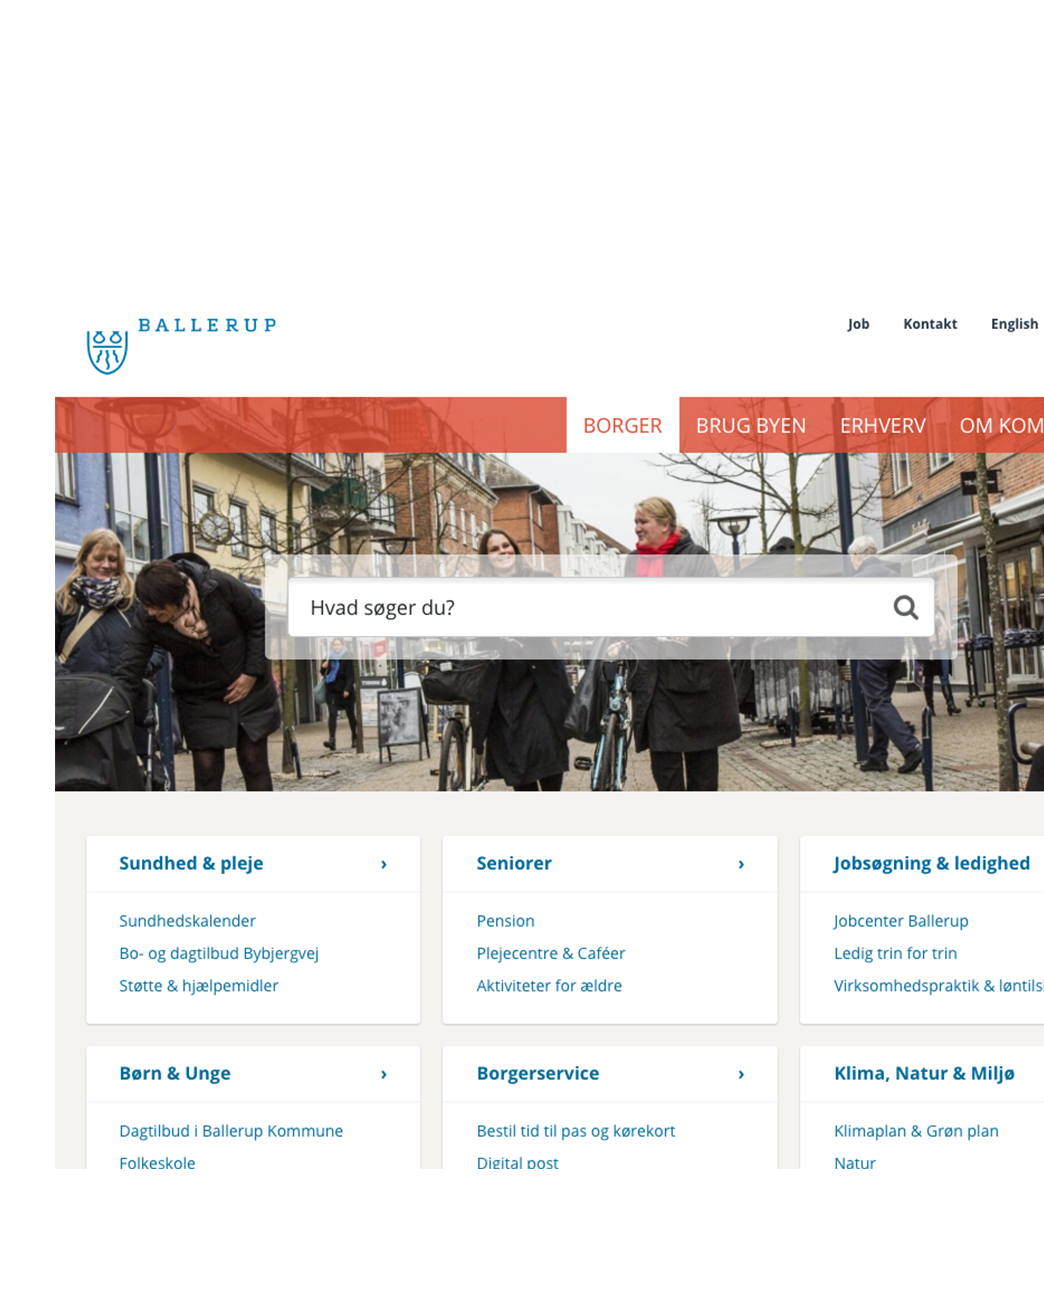 BALLERUP
Job Kontakt English
BORGER BRUG BYEN ERHVERV OM KOM
Hvad søger du?
Sundhed & pleje ›
Sundhedskalender
Bo- og dagtilbud Bybjergvej
Støtte & hjælpemidler
Seniorer ›
Pension
Plejecentre & Caféer
Aktiviteter for ældre
Jobsøgning & ledighed
Jobcenter Ballerup
Ledig trin for trin
Virksomhedspraktik & løntils
Børn & Unge ›
Dagtilbud i Ballerup Kommune
Folkeskole
Borgerservice ›
Bestil tid til pas og kørekort
Digital post
Klima, Natur & Miljø
Klimaplan & Grøn plan
Natur